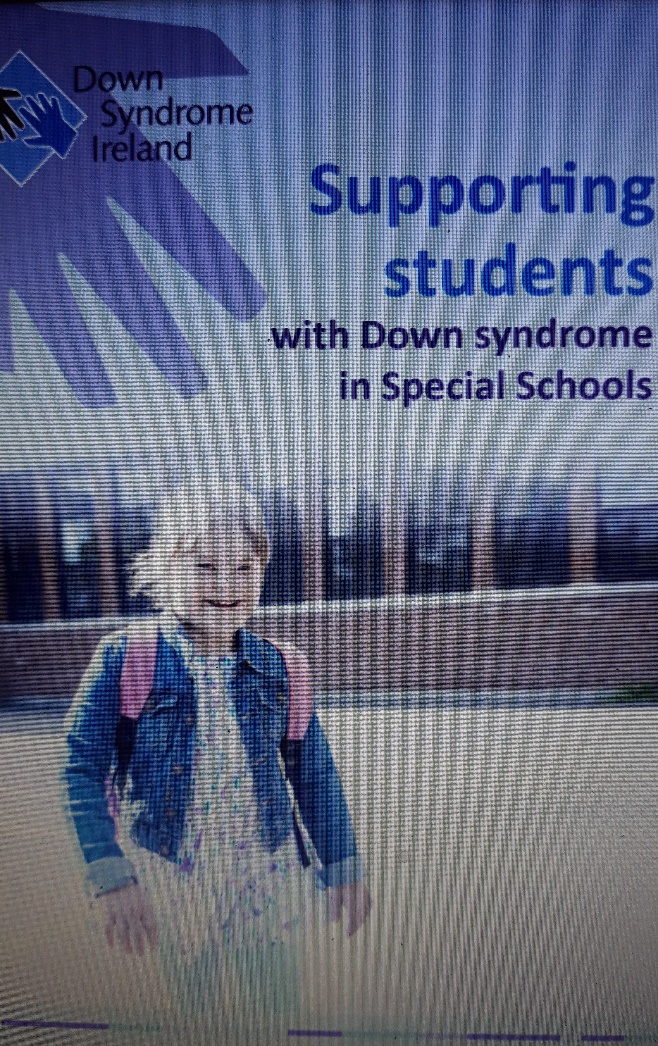 Down
Syndrome
Ireland
Supporting
students
with Down syndrome
in Special Schools